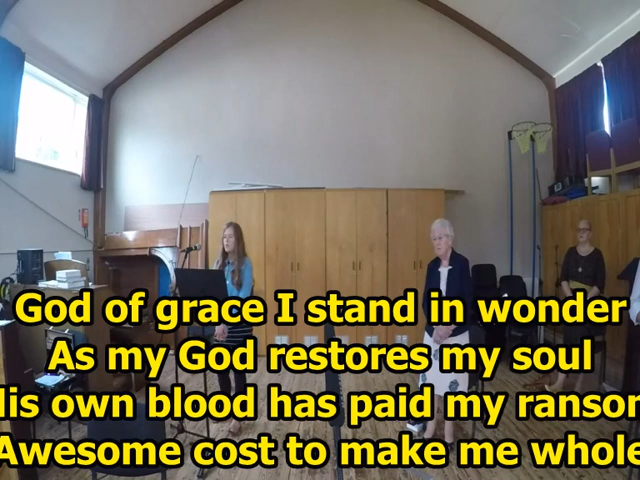 God of grace I stand in wonder
As my God restores my soul
His own blood has paid my ransom
Awesome cost to make me whole